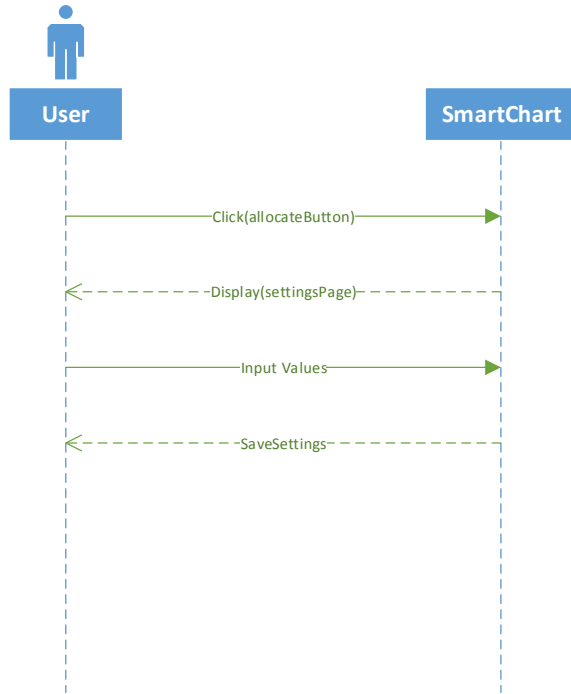 User
SmartChart
Click(allocateButton)
Display(settingsPage)
Input Values
SaveSettings